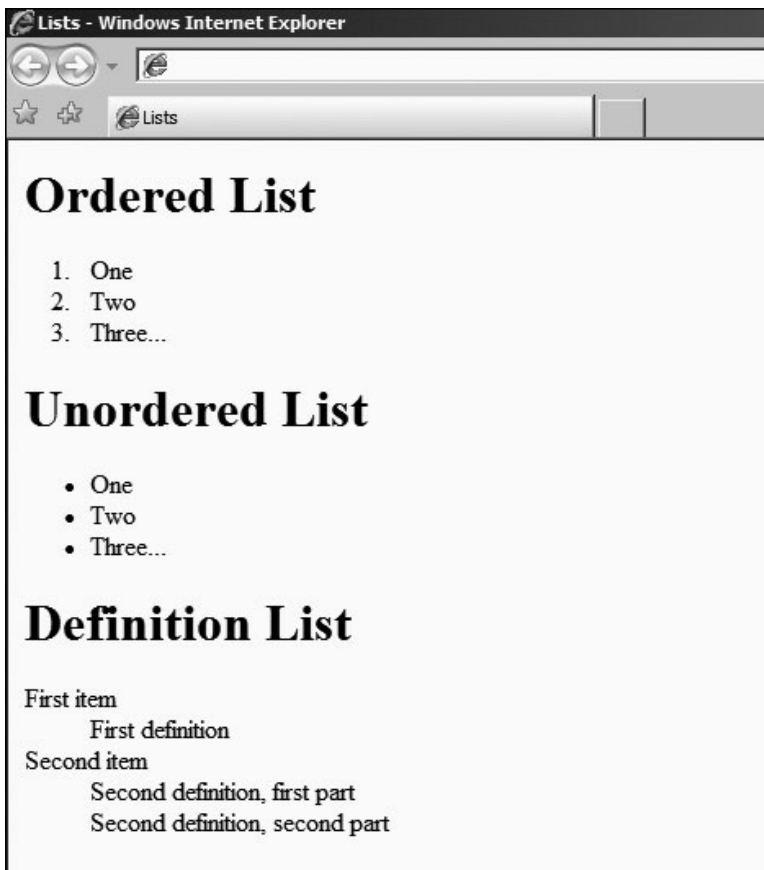 Lists - Windows Internet Explorer
Lists
Ordered List
1. One
2. Two
3. Three...
Unordered List
• One
• Two
• Three...
Definition List
First item
First definition
Second item
Second definition, first part
Second definition, second part